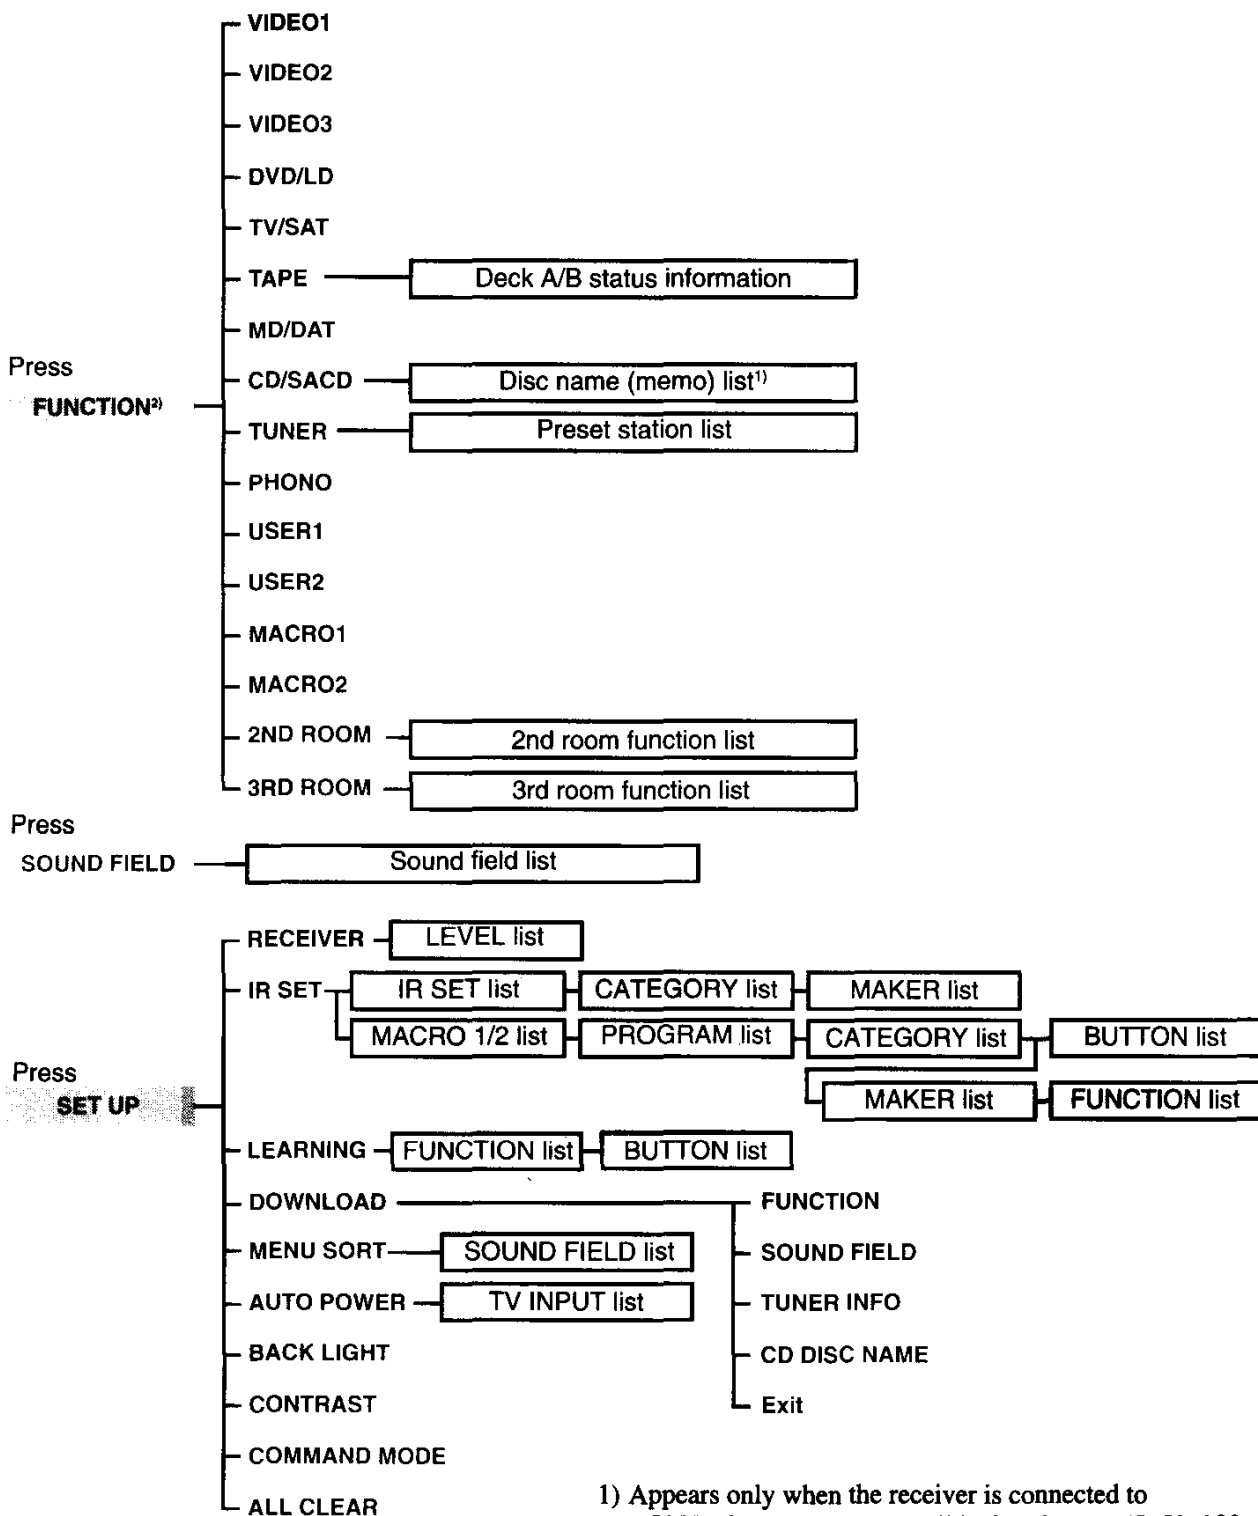 VIDEO1
VIDEO2
VIDEO3
DVD/LD
TV/SAT
TAPE Deck A/B status information
MD/DAT
Press
CD/SACD Disc name (memo) list1)
FUNCTION2)
TUNER Preset station list
PHONO
USER1
USER2
MACRO1
MACRO2
2ND ROOM 2nd room function list
3RD ROOM 3rd room function list
Press
SOUND FIELD Sound field list
RECEIVER LEVEL list
IR SET IR SET list CATEGORY list MAKER list
MACRO 1/2 list PROGRAM list CATEGORY list BUTTON list
Press
SET UP MAKER list FUNCTION list
LEARNING FUNCTION list BUTTON list
DOWNLOAD FUNCTION
MENU SORT SOUND FIELD list SOUND FIELD
AUTO POWER TV INPUT list TUNER INFO
BACK LIGHT CD DISC NAME
CONTRAST Exit
COMMAND MODE
ALL CLEAR
1) Appears only when the receiver is connected to